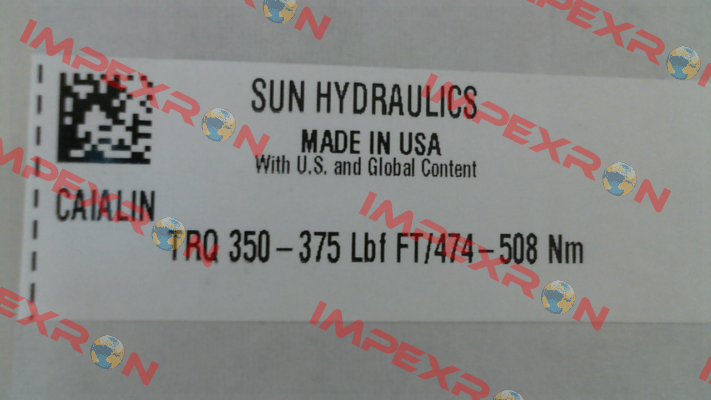 SUN HYDRAULICS
MADE IN USA
With U.S. and Global Content
CAIALIN
TRQ 350-375 Lbf FT/474-508 Nm
IMPEXRON
IMPEXRON
IMPEXRON
IMPEXRON
IMPEXRON
IMPEXRON
IMPEXRON